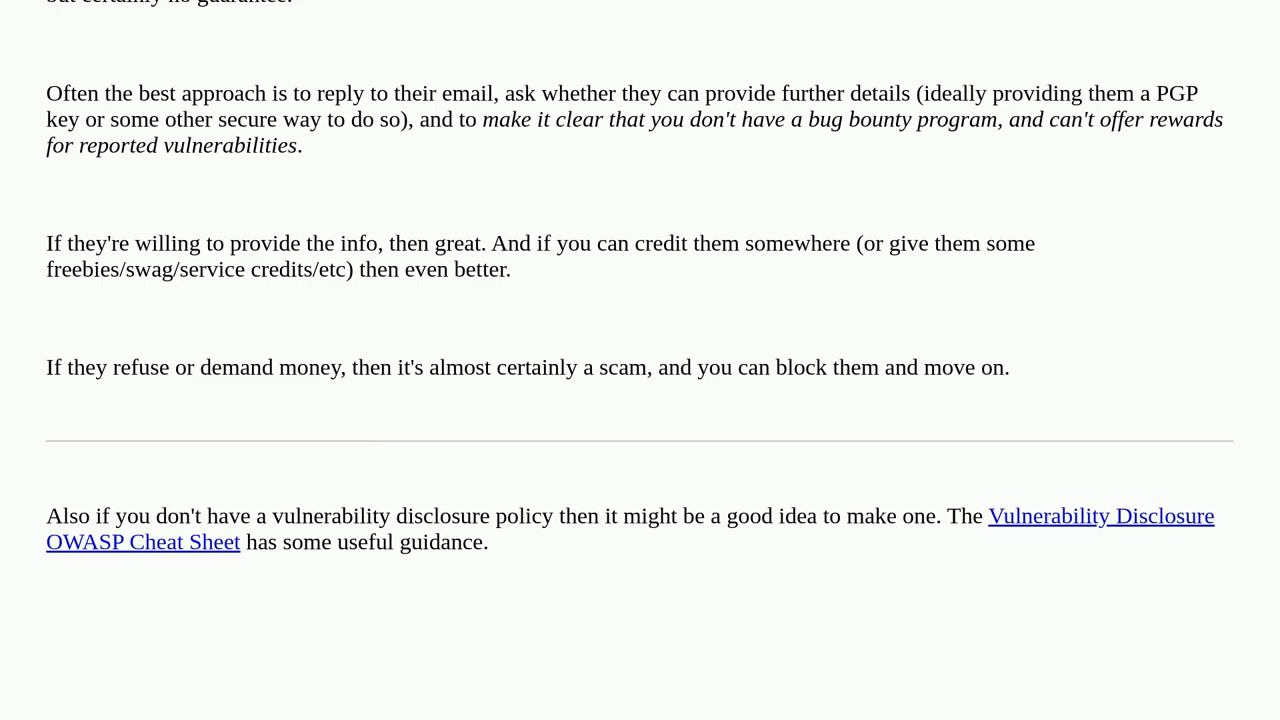 but certainly no guarantee.
Often the best approach is to reply to their email, ask whether they can provide further details (ideally providing them a PGP
key or some other secure way to do so), and to make it clear that you don't have a bug bounty program, and can't offer rewards
for reported vulnerabilities.
If they're willing to provide the info, then great. And if you can credit them somewhere (or give them some
freebies/swag/service credits/etc) then even better.
If they refuse or demand money, then it's almost certainly a scam, and you can block them and move on.
Also if you don't have a vulnerability disclosure policy then it might be a good idea to make one. The Vulnerability Disclosure
OWASP Cheat Sheet has some useful guidance.